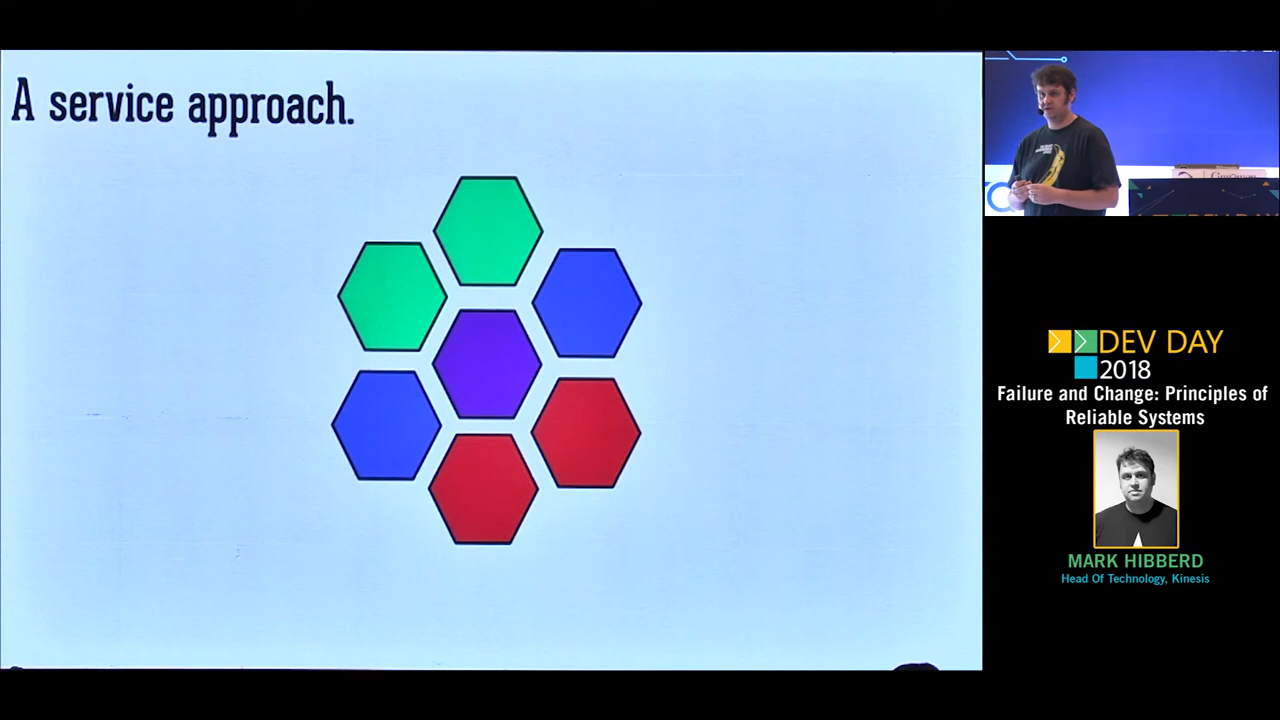 A service approach.
DEV DAY
2018
Failure and Change: Principles of
Reliable Systems
MARK HIBBERD
Head Of Technology, Kinesis